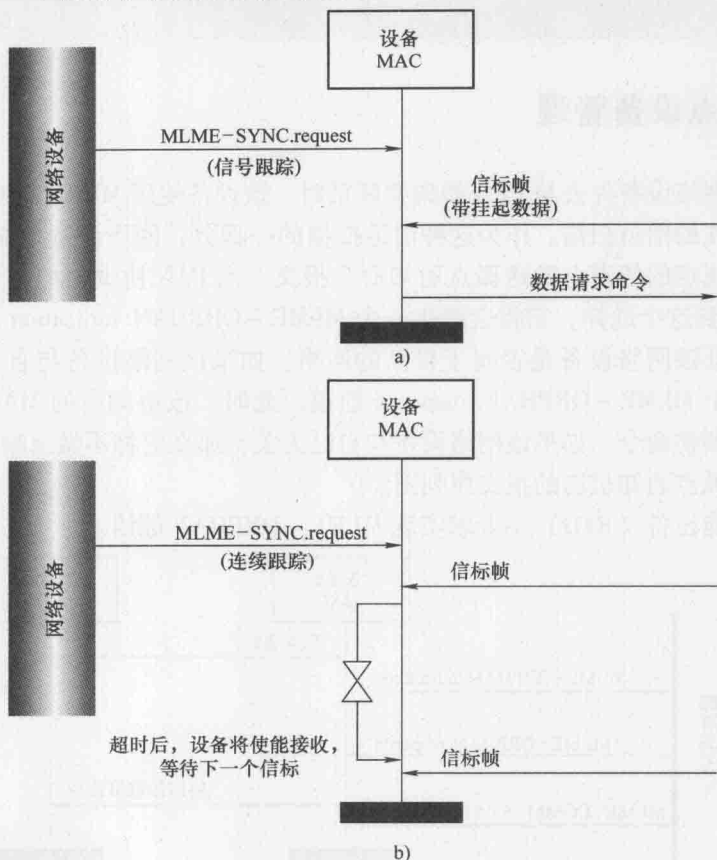 设备
MAC
网络设备
MLME-SYNC.request
(信号跟踪)
信标帧
(带挂起数据)
数据请求命令
a)
设备
MAC
网络设备
MLME-SYNC.request
(连续跟踪)
信标帧
超时后，设备将使能接收，
等待下一个信标
信标帧
b)